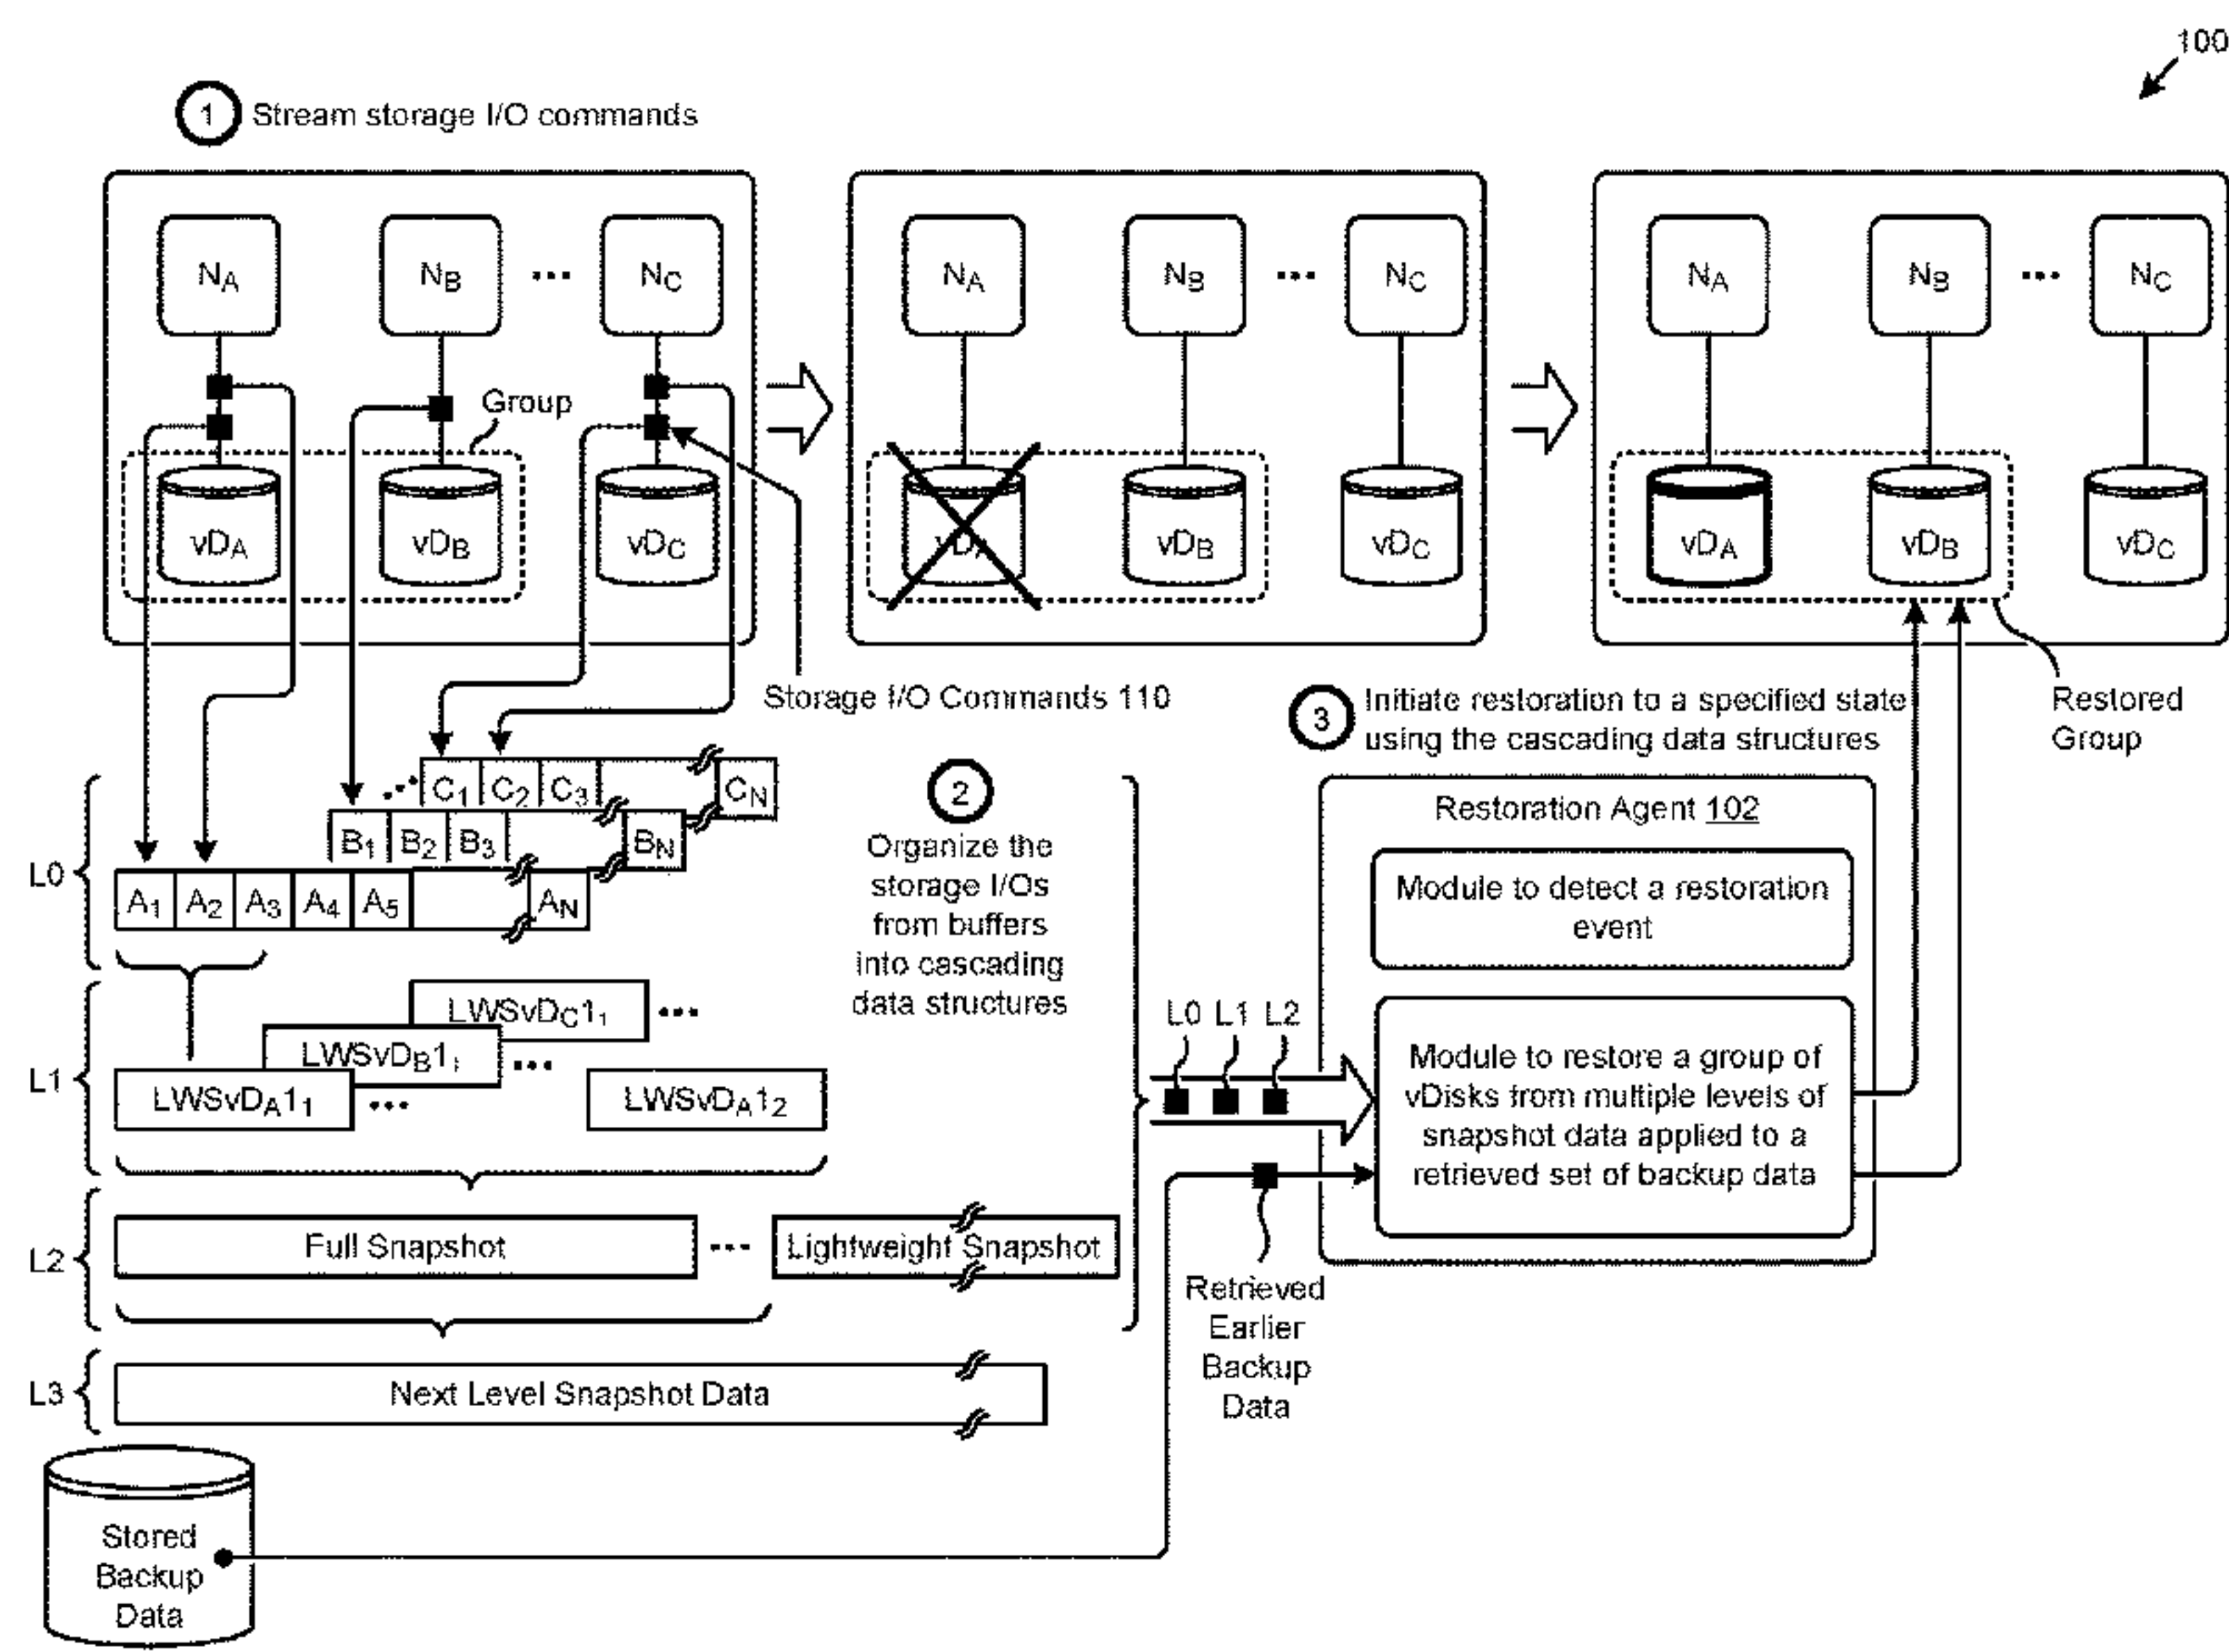 100
1 Stream storage I/O commands
NA NB ... NC
Group
vDA vDB vDC
NA NB ... NC
vDB vDC
NA NB ... NC
vDA vDB vDC
Storage I/O Commands 110
3 Initiate restoration to a specified state
using the cascading data structures
Restored
Group
L0
C1 C2 C3 CN
B1 B2 B3 BN
A1 A2 A3 A4 A5 AN
2
Organize the
storage I/Os
from buffers
into cascading
data structures
Restoration Agent 102
Module to detect a restoration
event
L0 L1 L2
Module to restore a group of
vDisks from multiple levels of
snapshot data applied to a
retrieved set of backup data
L1
LWSvDC11 ...
LWSvDB11 ...
LWSvDA11 ... LWSvDA12
L2
Full Snapshot ... Lightweight Snapshot
Retrieved
Earlier
Backup
Data
L3
Next Level Snapshot Data
Stored
Backup
Data